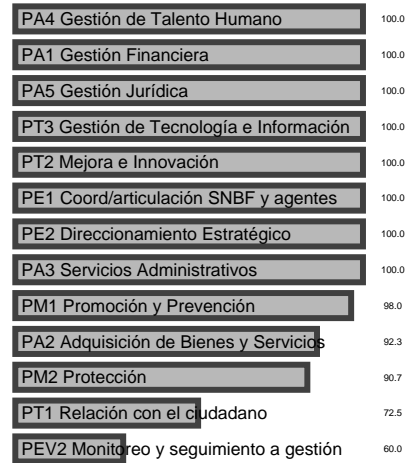 PA4 Gestión de Talento Humano 100.0
PA1 Gestión Financiera 100.0
PA5 Gestión Jurídica 100.0
PT3 Gestión de Tecnología e Información 100.0
PT2 Mejora e Innovación 100.0
PE1 Coord/articulación SNBF y agentes 100.0
PE2 Direccionamiento Estratégico 100.0
PA3 Servicios Administrativos 100.0
PM1 Promoción y Prevención 98.0
PA2 Adquisición de Bienes y Servicios 92.3
PM2 Protección 90.7
PT1 Relación con el ciudadano 72.5
PEV2 Monitoreo y seguimiento a gestión 60.0